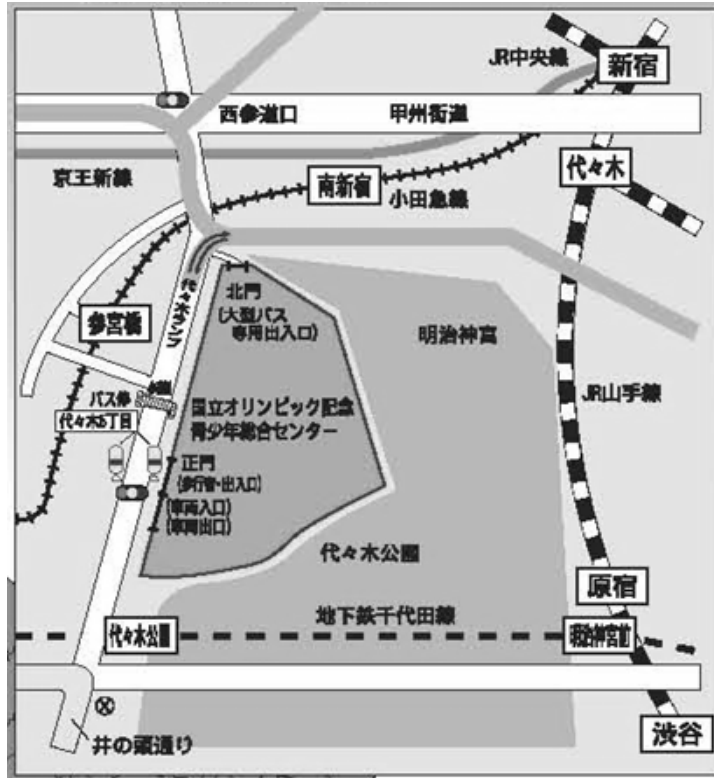 JR中央線
新宿
西参道口
甲州街道
代々木
京王新線
南新宿
小田急線
代々木ランプ
北門
(大型バス
専用出入口)
明治神宮
参宮橋
バス停
代々木5丁目
国立オリンピック記念
青少年総合センター
JR山手線
正門
(歩行者・出入口)
(車両入口)
(車両出口)
代々木公園
原宿
地下鉄千代田線
代々木公園
明治神宮前
渋谷
井の頭通り